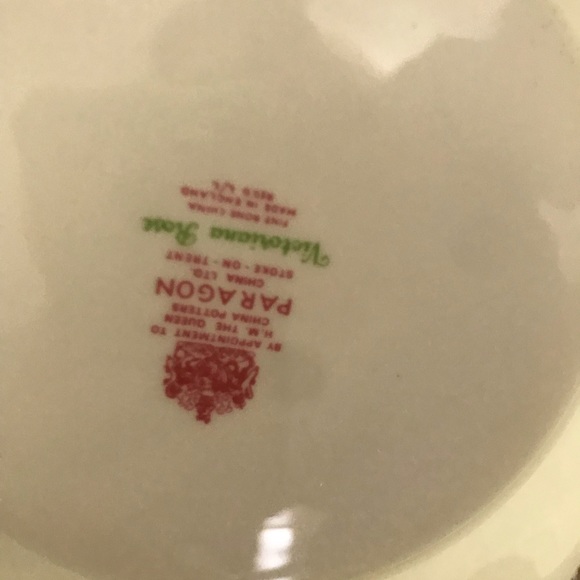 BY APPOINTMENT TO
H.M. THE QUEEN
CHINA POTTERS
PARAGON
CHINA LTD.
STOKE-ON-TRENT
Victoriana Rose
FINE BONE CHINA
MADE IN ENGLAND
REG'D